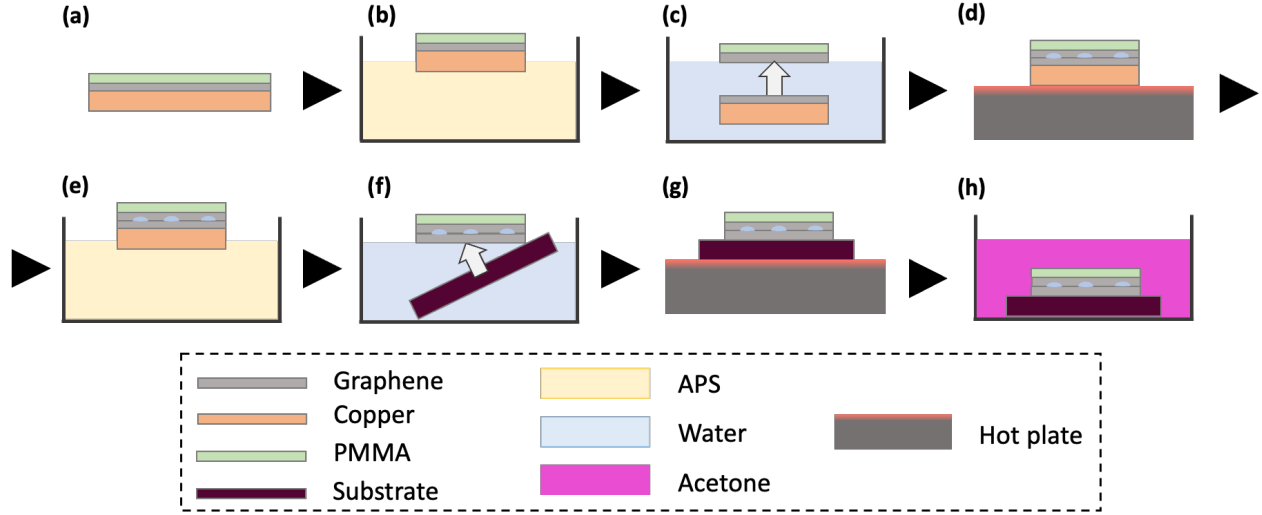 (a)
(b)
(c)
(d)
(e)
(f)
(g)
(h)
Graphene
Copper
PMMA
Substrate
APS
Water
Acetone
Hot plate